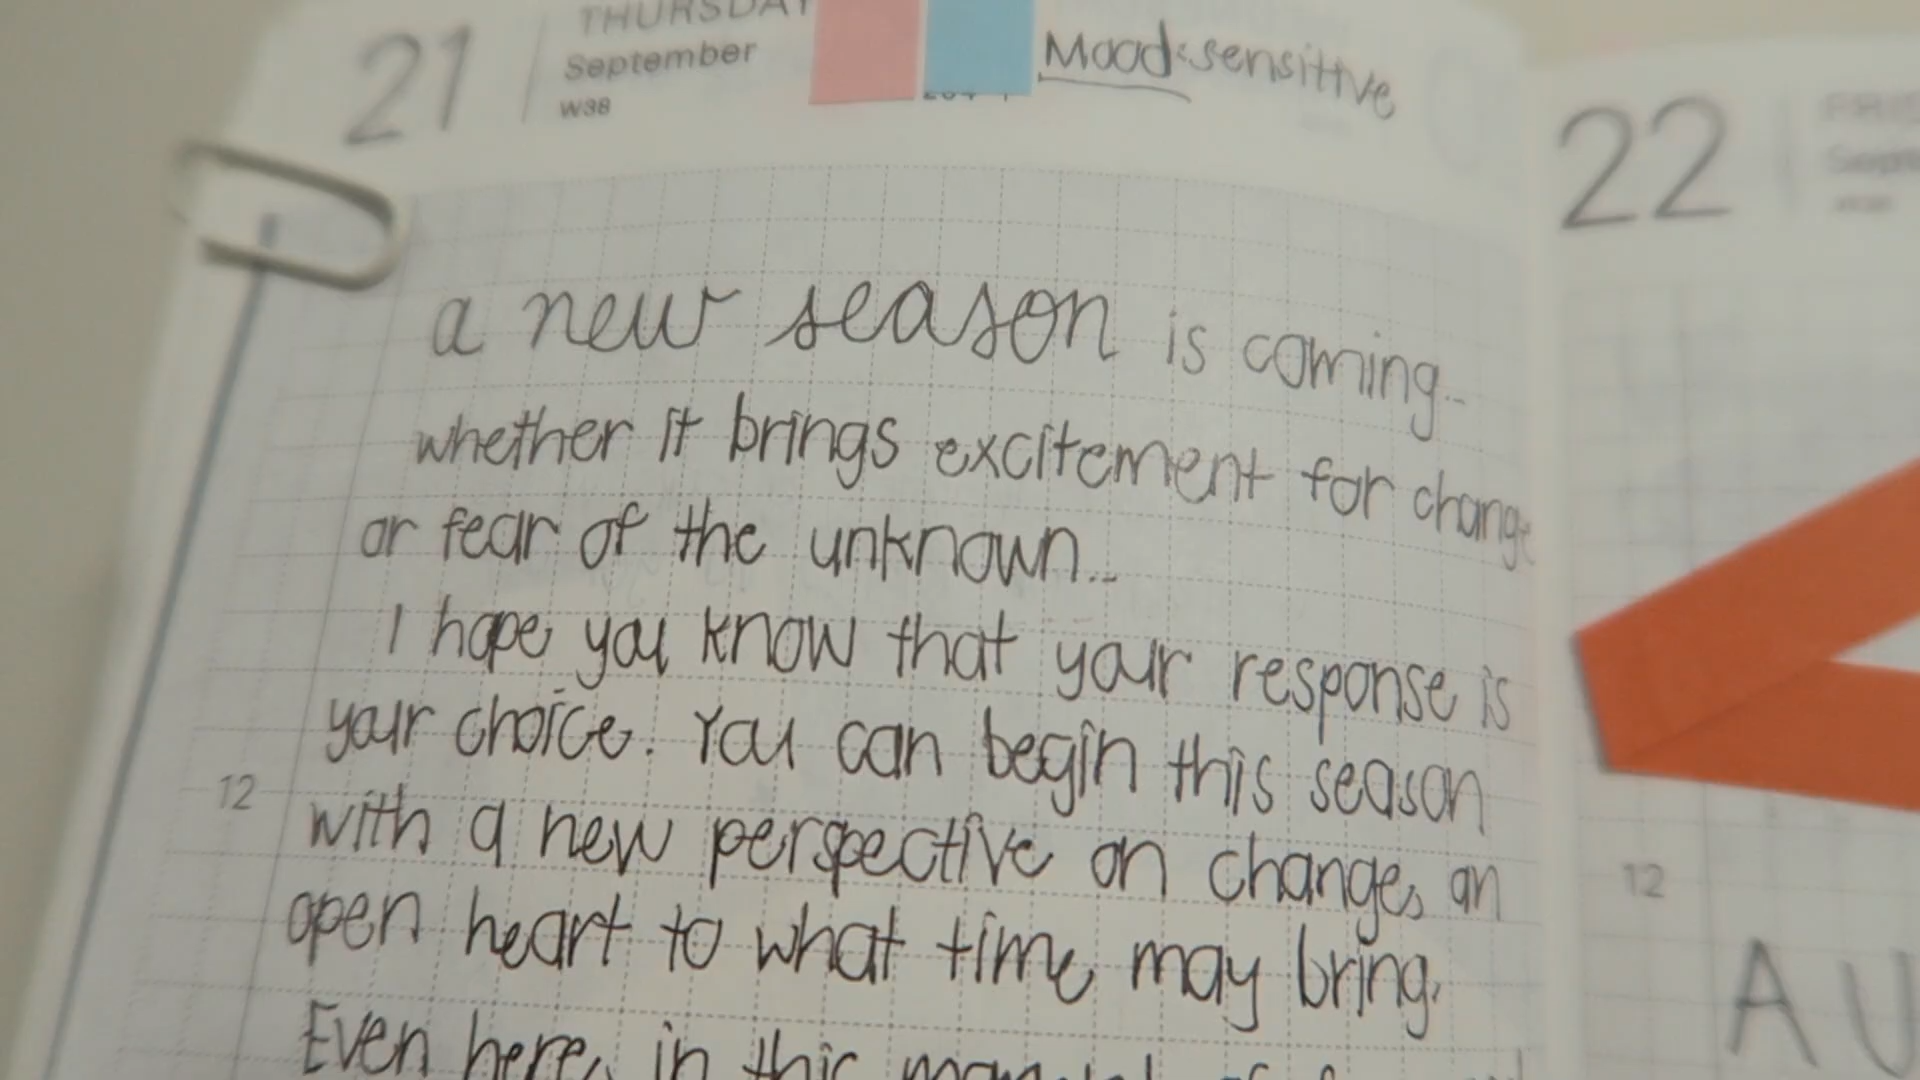 21
THURSDAY
September
W38
Mood: sensitive
a new season is coming...
whether it brings excitement for change
or fear of the unknown...
I hope you know that your response is
your choice. You can begin this season
with a new perspective on change, an
open heart to what time may bring.
Even here, in this
12
22
12
AU